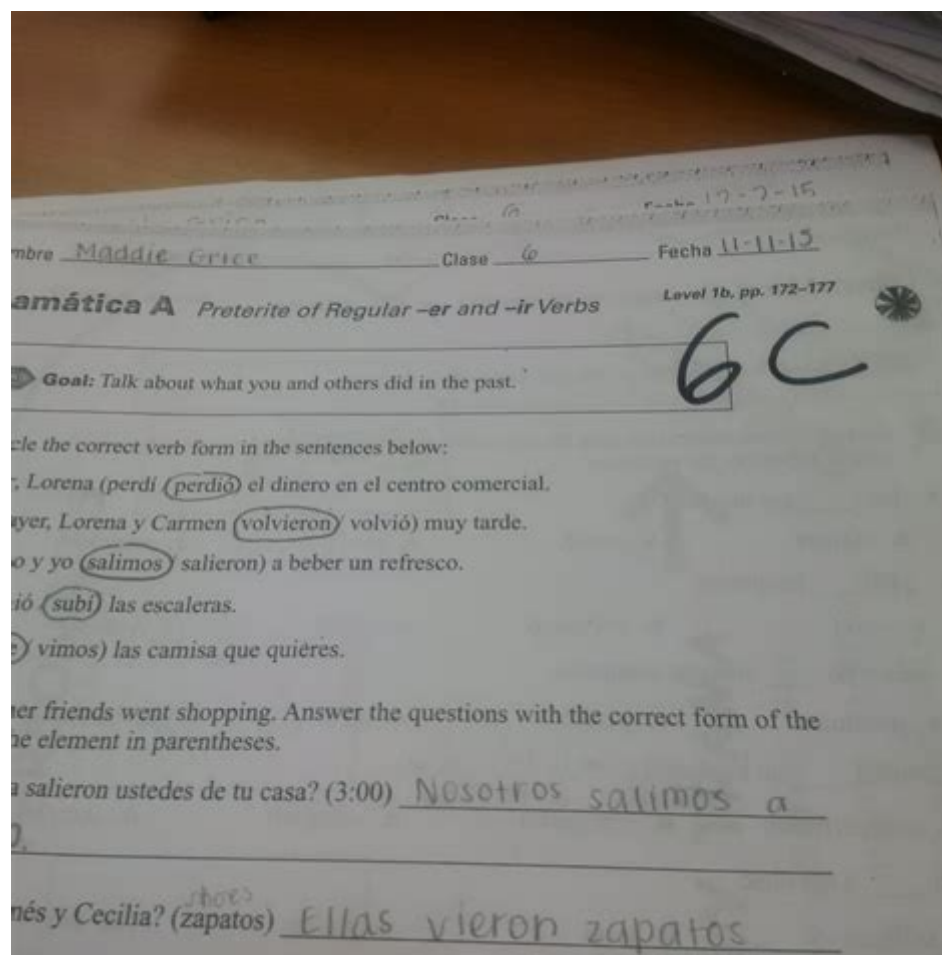 12-7-15
mbre Maddie Grice Clase 6 Fecha 11-11-15
amática A Preterite of Regular -er and -ir Verbs Level 1b, pp. 172-177
6C
Goal: Talk about what you and others did in the past.
cle the correct verb form in the sentences below:
, Lorena (perdí / perdió) el dinero en el centro comercial.
yer, Lorena y Carmen (volvieron / volvió) muy tarde.
o y yo (salimos / salieron) a beber un refresco.
ió / subí) las escaleras.
/ vimos) las camisa que quieres.
her friends went shopping. Answer the questions with the correct form of the
he element in parentheses.
a salieron ustedes de tu casa? (3:00) Nosotros salimos a
shoes
nés y Cecilia? (zapatos) Ellas vieron zapatos